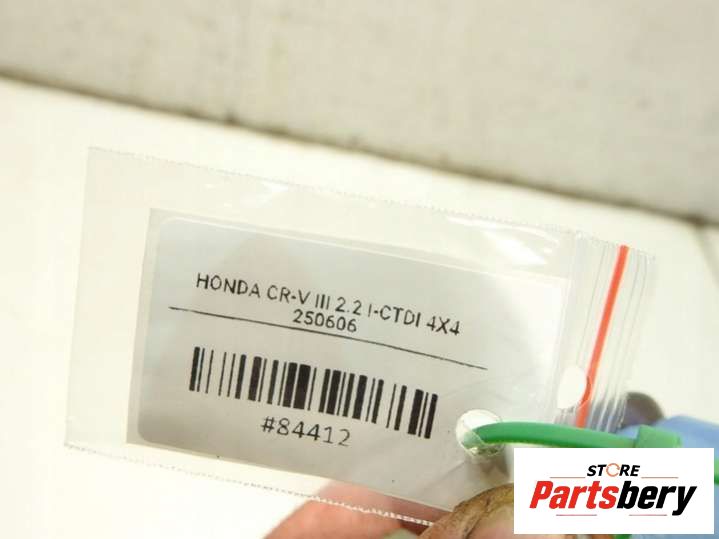 HONDA CR-V III 2.2 I-CTDI 4X4
250606
#84412
STORE
Partsbery